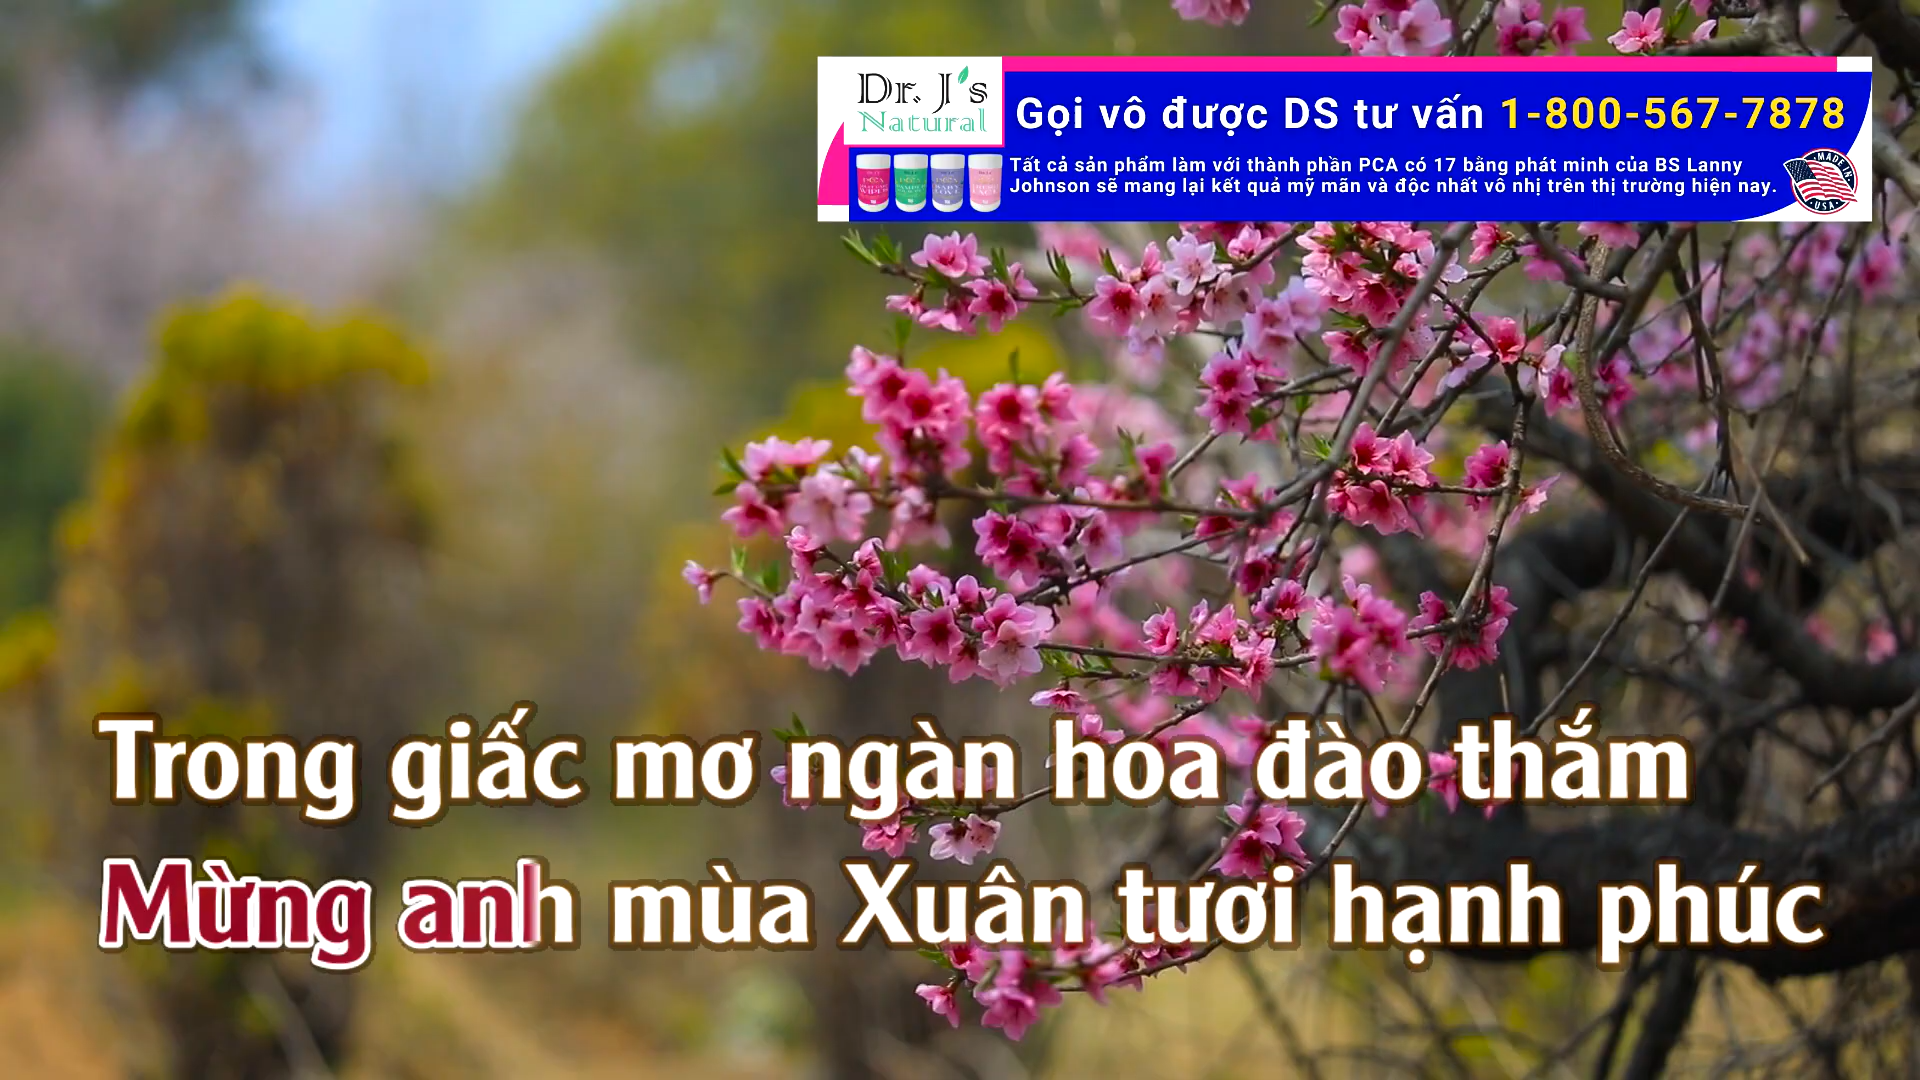 Dr. J's
Natural
Gọi vô được DS tư vấn 1-800-567-7878
Tất cả sản phẩm làm với thành phần PCA có 17 bằng phát minh của BS Lanny
Johnson sẽ mang lại kết quả mỹ mãn và độc nhất vô nhị trên thị trường hiện nay.
MADE IN
USA
Trong giấc mơ ngàn hoa đào thắm
Mừng anh mùa Xuân tươi hạnh phúc